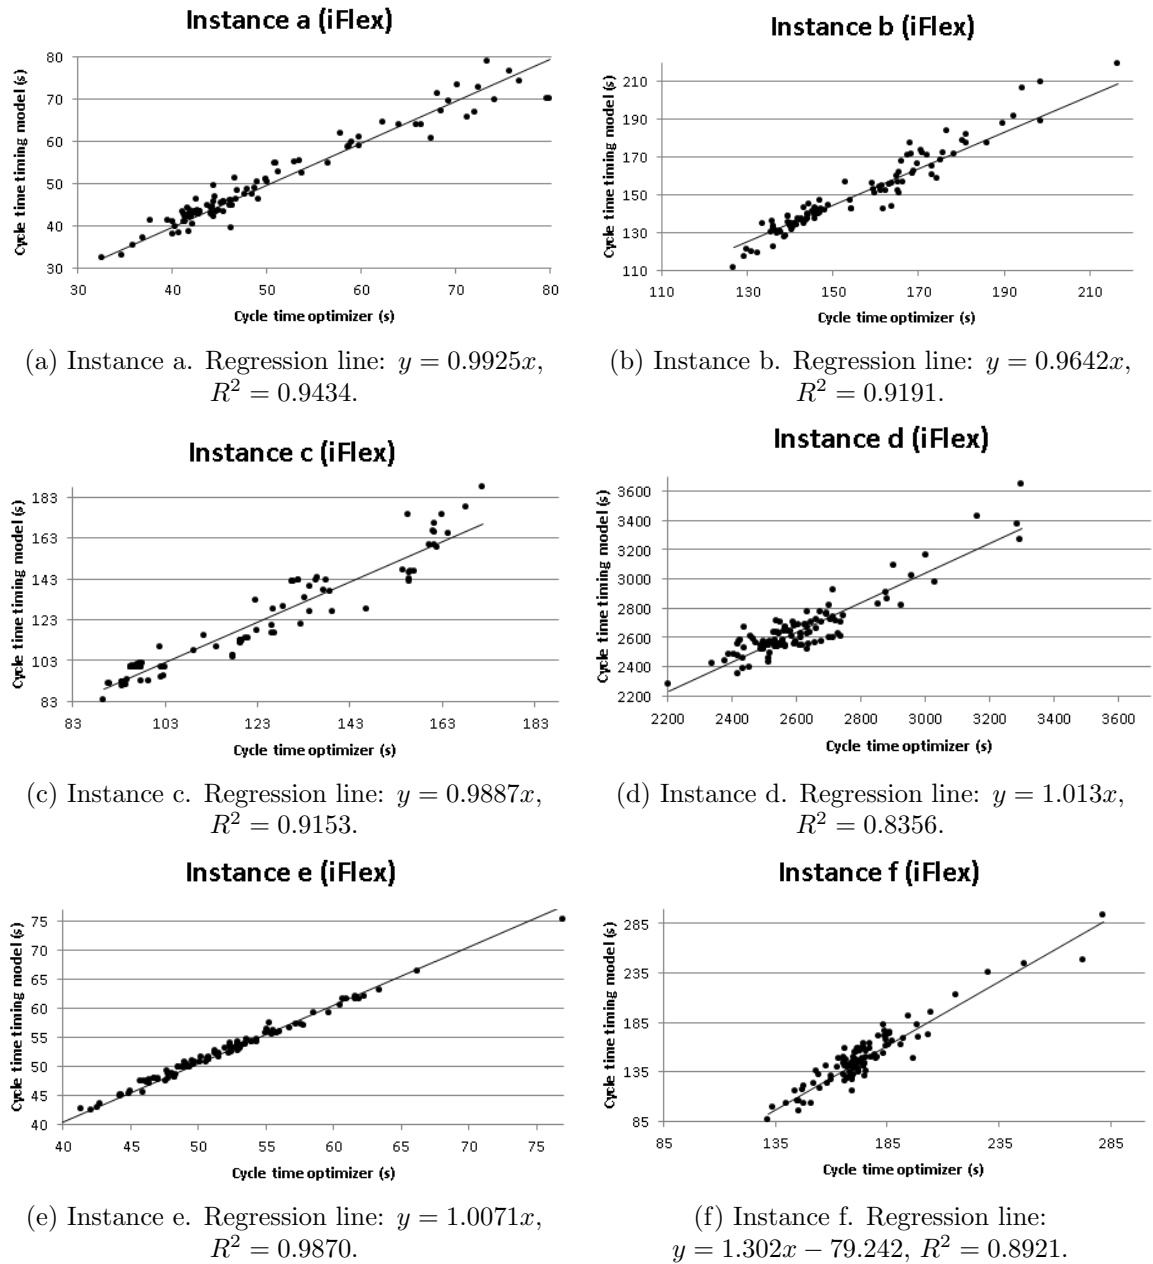 Instance a (iFlex)
Cycle time timing model (s)
80
70
60
50
40
30
30 40 50 60 70 80
Cycle time optimizer (s)
(a) Instance a. Regression line: y = 0.9925x,
R² = 0.9434.
Instance b (iFlex)
Cycle time timing model (s)
210
190
170
150
130
110
110 130 150 170 190 210
Cycle time optimizer (s)
(b) Instance b. Regression line: y = 0.9642x,
R² = 0.9191.
Instance c (iFlex)
Cycle time timing model (s)
183
163
143
123
103
83
83 103 123 143 163 183
Cycle time optimizer (s)
(c) Instance c. Regression line: y = 0.9887x,
R² = 0.9153.
Instance d (iFlex)
Cycle time timing model (s)
3600
3400
3200
3000
2800
2600
2400
2200
2200 2400 2600 2800 3000 3200 3400 3600
Cycle time optimizer (s)
(d) Instance d. Regression line: y = 1.013x,
R² = 0.8356.
Instance e (iFlex)
Cycle time timing model (s)
75
70
65
60
55
50
45
40
40 45 50 55 60 65 70 75
Cycle time optimizer (s)
(e) Instance e. Regression line: y = 1.0071x,
R² = 0.9870.
Instance f (iFlex)
Cycle time timing model (s)
285
235
185
135
85
85 135 185 235 285
Cycle time optimizer (s)
(f) Instance f. Regression line:
y = 1.302x − 79.242, R² = 0.8921.